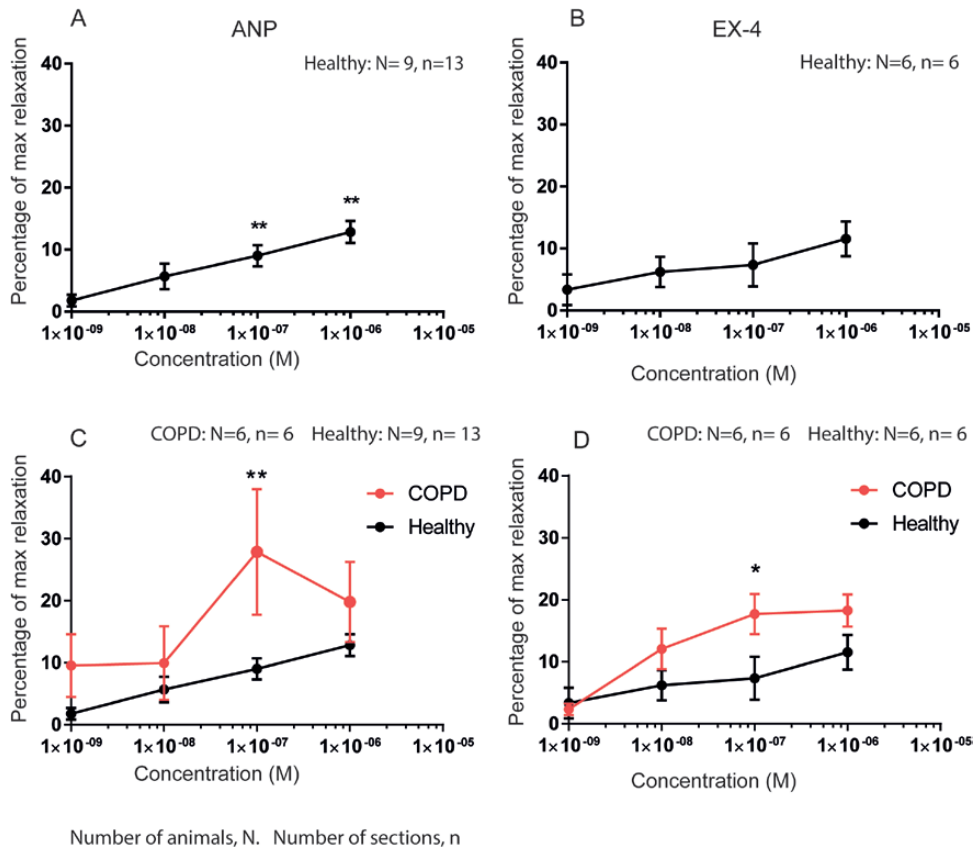 A
ANP
Healthy: N= 9, n=13
Percentage of max relaxation
40
30
20
10
0
**
**
1×10⁻⁰⁹ 1×10⁻⁰⁸ 1×10⁻⁰⁷ 1×10⁻⁰⁶ 1×10⁻⁰⁵
Concentration (M)
B
EX-4
Healthy: N=6, n= 6
Percentage of max relaxation
40
30
20
10
0
1×10⁻⁰⁹ 1×10⁻⁰⁸ 1×10⁻⁰⁷ 1×10⁻⁰⁶ 1×10⁻⁰⁵
Concentration (M)
C
COPD: N=6, n= 6 Healthy: N=9, n= 13
Percentage of max relaxation
40
30
20
10
0
**
COPD
Healthy
1×10⁻⁰⁹ 1×10⁻⁰⁸ 1×10⁻⁰⁷ 1×10⁻⁰⁶ 1×10⁻⁰⁵
Concentration (M)
D
COPD: N=6, n= 6 Healthy: N=6, n= 6
Percentage of max relaxation
40
30
20
10
0
*
COPD
Healthy
1×10⁻⁰⁹ 1×10⁻⁰⁸ 1×10⁻⁰⁷ 1×10⁻⁰⁶ 1×10⁻⁰⁵
Concentration (M)
Number of animals, N. Number of sections, n